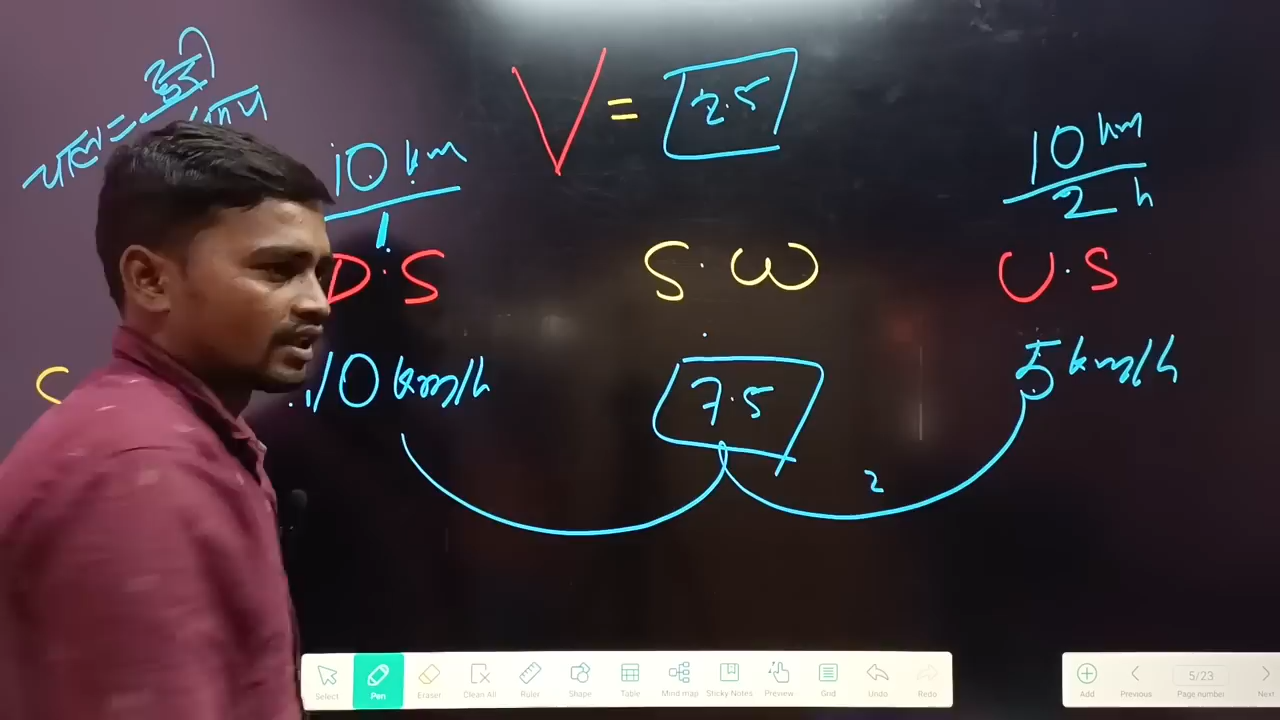 चाल = दूरी
V = 2.5
10 km
1
10 km
2 h
D.S
S.W
U.S
S
10 km/h
7.5
5 km/h
2
Select
Pen
Eraser
Clean All
Ruler
Shape
Table
Mind map
Sticky Notes
Preview
Grid
Undo
Redo
Add
Previous
5/23
Page number
Next